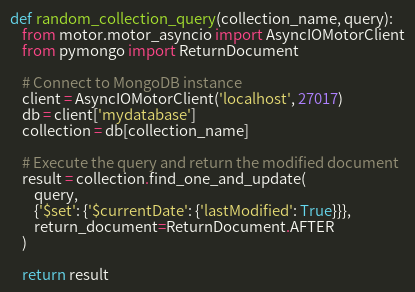 def random_collection_query(collection_name, query):
    from motor.motor_asyncio import AsyncIOMotorClient
    from pymongo import ReturnDocument

    # Connect to MongoDB instance
    client = AsyncIOMotorClient('localhost', 27017)
    db = client['mydatabase']
    collection = db[collection_name]

    # Execute the query and return the modified document
    result = collection.find_one_and_update(
        query,
        {'$set': {'$currentDate': {'lastModified': True}}},
        return_document=ReturnDocument.AFTER
    )

    return result